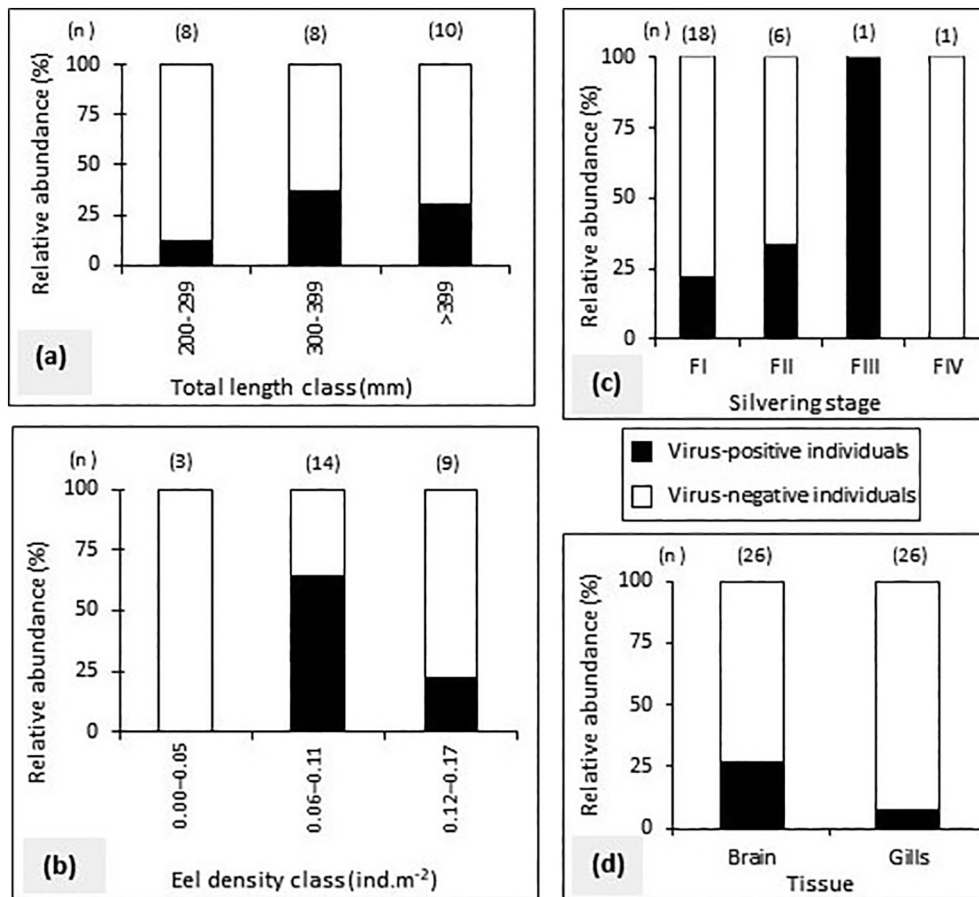 (n) (8) (8) (10)
100
75
50
25
0
Relative abundance (%)
200-299
300-399
>399
(a)
Total length class (mm)
(n) (3) (14) (9)
100
75
50
25
0
Relative abundance (%)
0.00–0.05
0.06–0.11
0.12–0.17
(b)
Eel density class (ind.m-2)
(n) (18) (6) (1) (1)
100
75
50
25
0
Relative abundance (%)
FI FII FIII FIV
(c)
Silvering stage
Virus-positive individuals
Virus-negative individuals
(n) (26) (26)
100
75
50
25
0
Relative abundance (%)
Brain Gills
(d)
Tissue